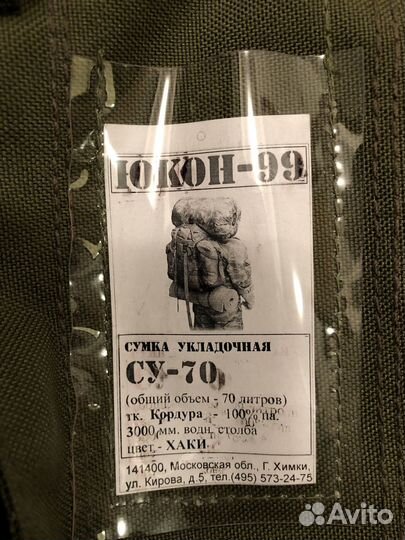 ЮКОН-99
СУМКА УКЛАДОЧНАЯ
СУ-70
(общий объем - 70 литров)
тк. Кордура - 100% па.
3000 мм. водн. столба
цвет - ХАКИ
141400, Московская обл., Г. Химки,
ул. Кирова, д.5, тел.(495) 573-24-75
Avito